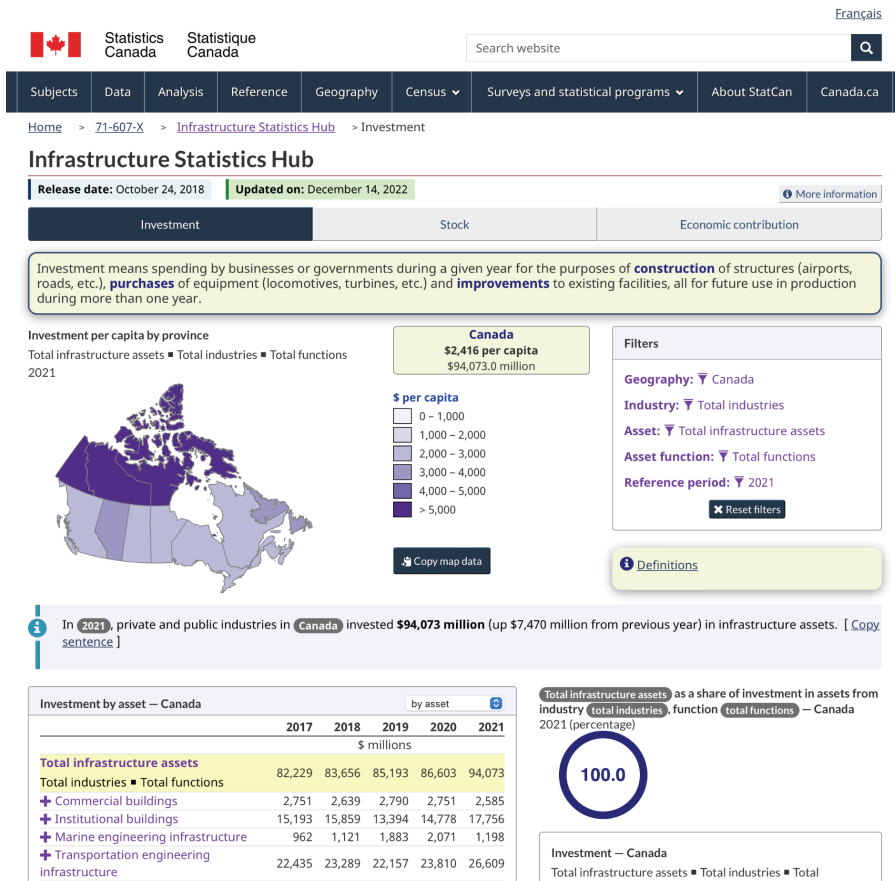 Français
Statistics Statistique
Canada Canada
Search website
Subjects Data Analysis Reference Geography Census Surveys and statistical programs About StatCan Canada.ca
Home > 71-607-X > Infrastructure Statistics Hub > Investment
Infrastructure Statistics Hub
Release date: October 24, 2018 Updated on: December 14, 2022
More information
Investment Stock Economic contribution
Investment means spending by businesses or governments during a given year for the purposes of construction of structures (airports,
roads, etc.), purchases of equipment (locomotives, turbines, etc.) and improvements to existing facilities, all for future use in production
during more than one year.
Investment per capita by province
Total infrastructure assets ▪ Total industries ▪ Total functions
2021
Canada
$2,416 per capita
$94,073.0 million
$ per capita
0 – 1,000
1,000 – 2,000
2,000 – 3,000
3,000 – 4,000
4,000 – 5,000
> 5,000
Copy map data
Filters
Geography: Canada
Industry: Total industries
Asset: Total infrastructure assets
Asset function: Total functions
Reference period: 2021
Reset filters
Definitions
In 2021, private and public industries in Canada invested $94,073 million (up $7,470 million from previous year) in infrastructure assets. [ Copy
sentence ]
Investment by asset — Canada by asset
2017 2018 2019 2020 2021
$ millions
Total infrastructure assets
Total industries ▪ Total functions 82,229 83,656 85,193 86,603 94,073
Commercial buildings 2,751 2,639 2,790 2,751 2,585
Institutional buildings 15,193 15,859 13,394 14,778 17,756
Marine engineering infrastructure 962 1,121 1,883 2,071 1,198
Transportation engineering
infrastructure 22,435 23,289 22,157 23,810 26,609
Total infrastructure assets as a share of investment in assets from
industry total industries, function total functions — Canada
2021 (percentage)
100.0
Investment — Canada
Total infrastructure assets ▪ Total industries ▪ Total